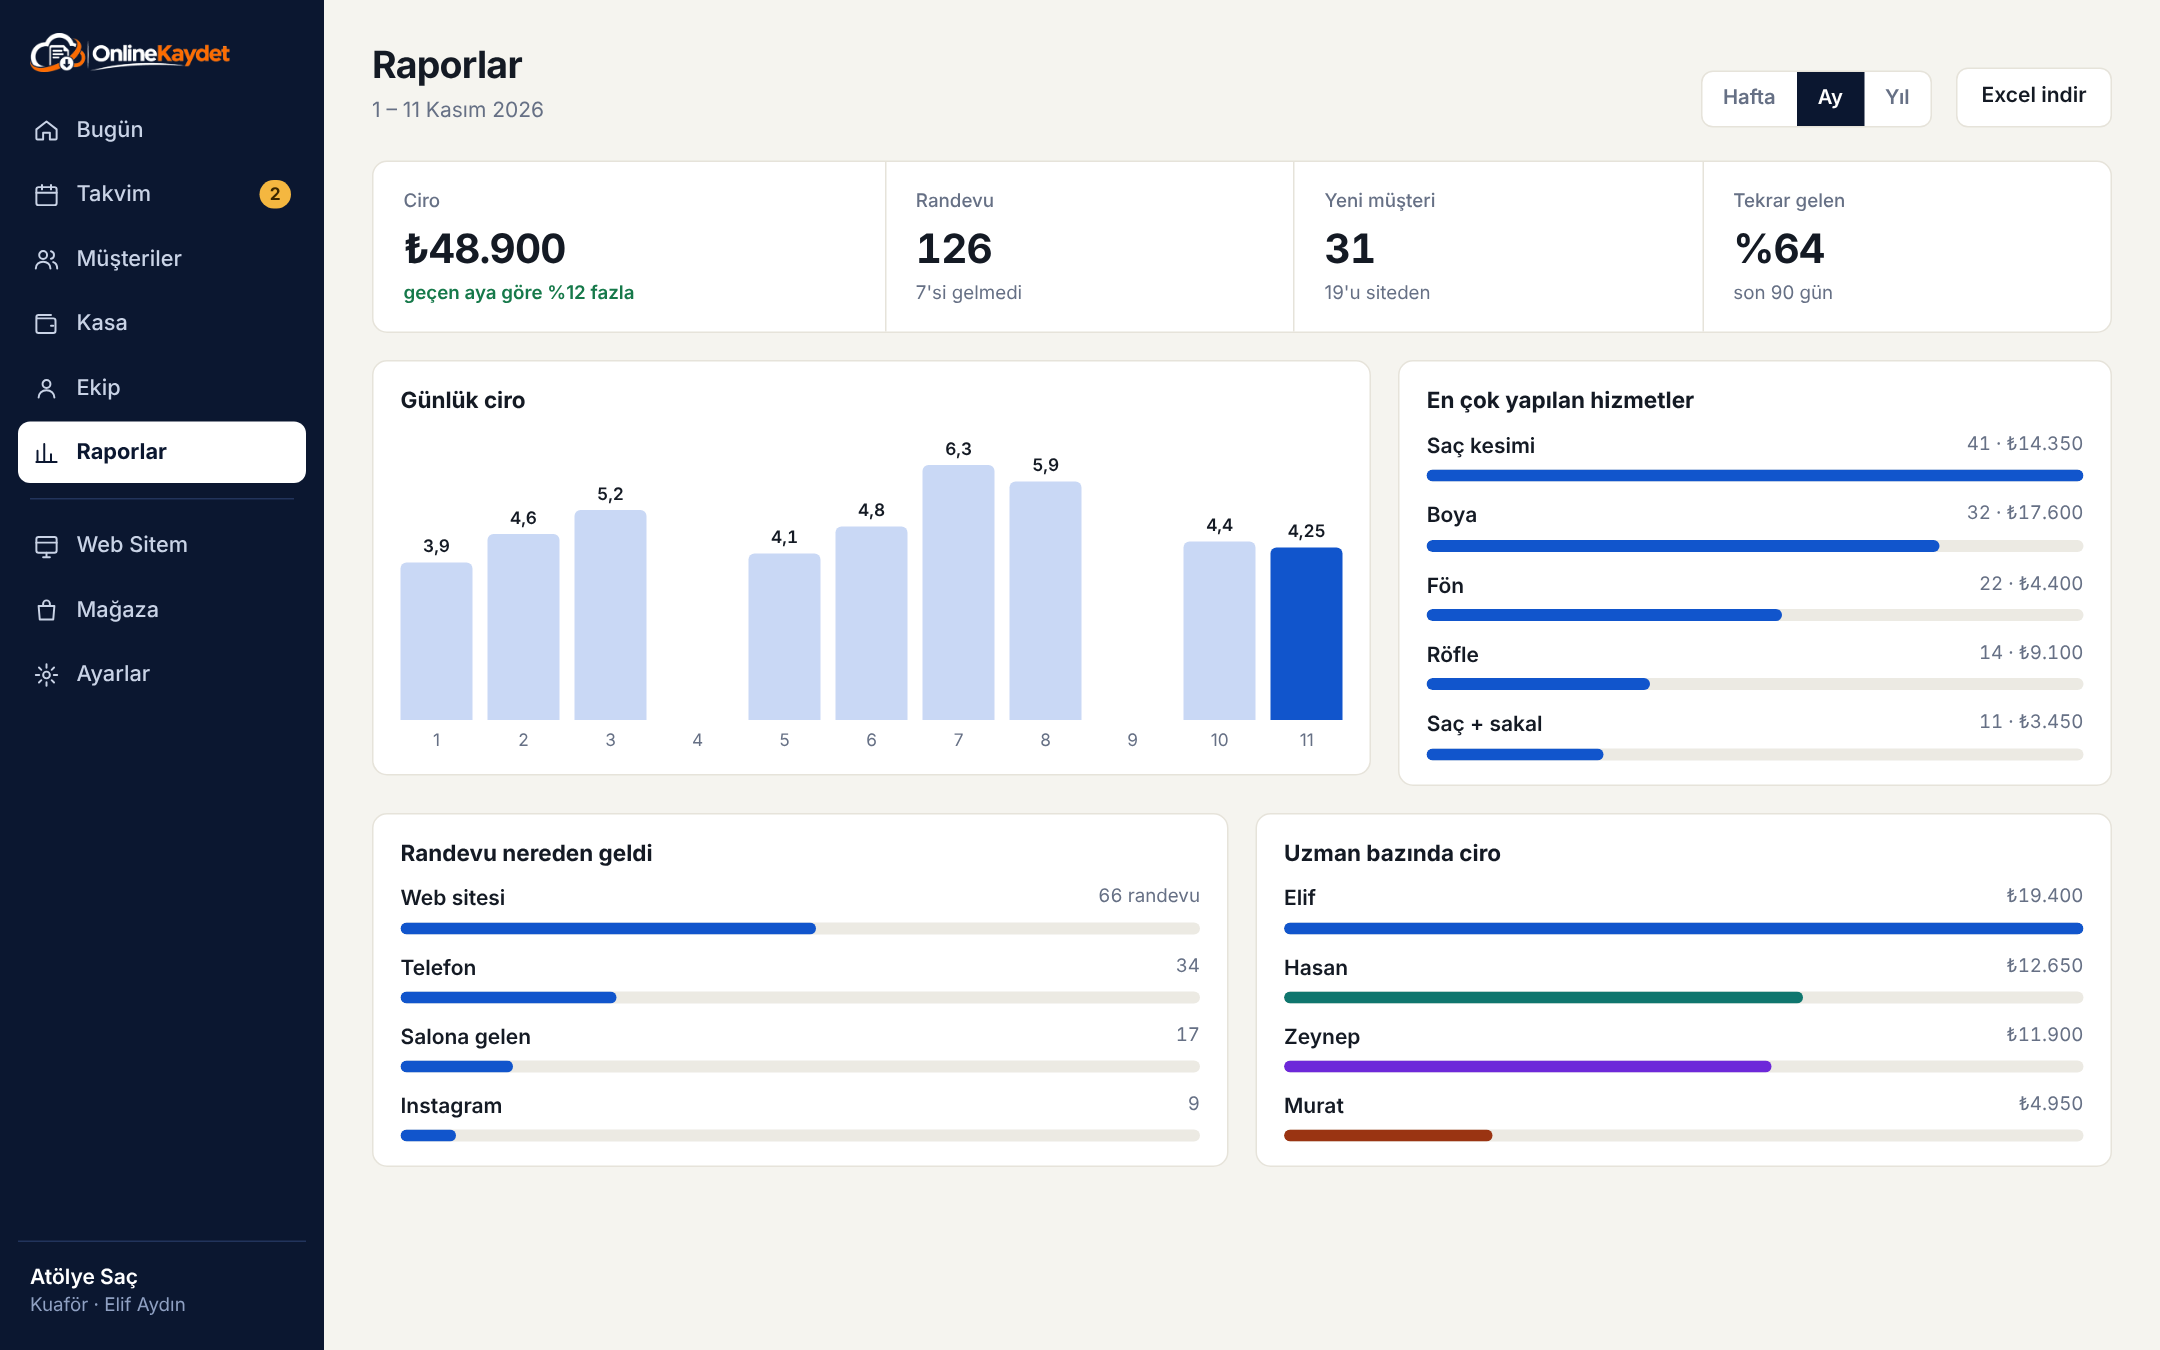 OnlineKaydet
Bugün
Takvim 2
Müşteriler
Kasa
Ekip
Raporlar
Web Sitem
Mağaza
Ayarlar
Atölye Saç
Kuaför · Elif Aydın
Raporlar
1 – 11 Kasım 2026
Hafta Ay Yıl Excel indir
Ciro
₺48.900
geçen aya göre %12 fazla
Randevu
126
7'si gelmedi
Yeni müşteri
31
19'u siteden
Tekrar gelen
%64
son 90 gün
Günlük ciro
3,9 4,6 5,2 4,1 4,8 6,3 5,9 4,4 4,25
1 2 3 4 5 6 7 8 9 10 11
En çok yapılan hizmetler
Saç kesimi 41 · ₺14.350
Boya 32 · ₺17.600
Fön 22 · ₺4.400
Röfle 14 · ₺9.100
Saç + sakal 11 · ₺3.450
Randevu nereden geldi
Web sitesi 66 randevu
Telefon 34
Salona gelen 17
Instagram 9
Uzman bazında ciro
Elif ₺19.400
Hasan ₺12.650
Zeynep ₺11.900
Murat ₺4.950